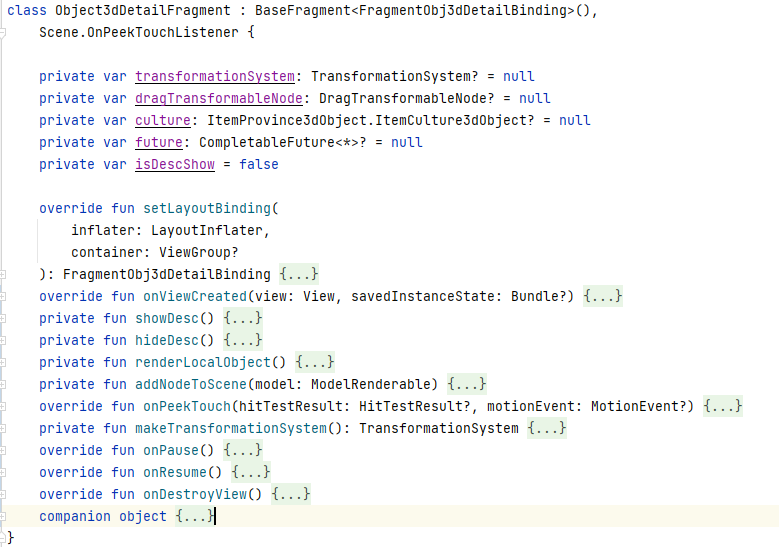 class Object3dDetailFragment : BaseFragment<FragmentObj3dDetailBinding>(),
    Scene.OnPeekTouchListener {
    private var transformationSystem: TransformationSystem? = null
    private var dragTransformableNode: DragTransformableNode? = null
    private var culture: ItemProvince3dObject.ItemCulture3dObject? = null
    private var future: CompletableFuture<*>? = null
    private var isDescShow = false
    override fun setLayoutBinding(
        inflater: LayoutInflater,
        container: ViewGroup?
    ): FragmentObj3dDetailBinding {...}
    override fun onViewCreated(view: View, savedInstanceState: Bundle?) {...}
    private fun showDesc() {...}
    private fun hideDesc() {...}
    private fun renderLocalObject() {...}
    private fun addNodeToScene(model: ModelRenderable) {...}
    override fun onPeekTouch(hitTestResult: HitTestResult?, motionEvent: MotionEvent?) {...}
    private fun makeTransformationSystem(): TransformationSystem {...}
    override fun onPause() {...}
    override fun onResume() {...}
    override fun onDestroyView() {...}
    companion object {...}
}